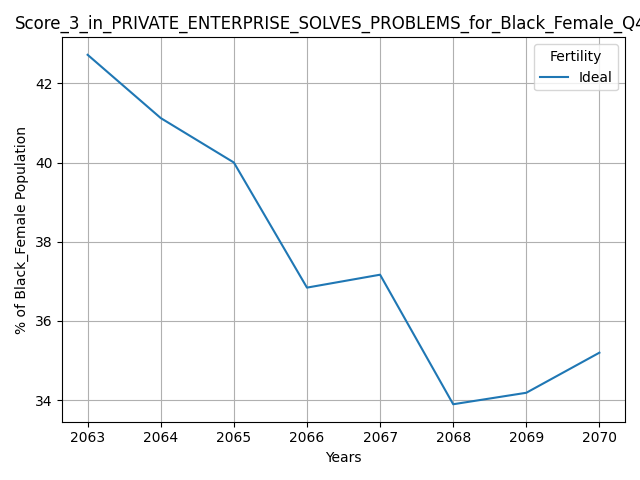 Score_3_in_PRIVATE_ENTERPRISE_SOLVES_PROBLEMS_for_Black_Female_Q4
Fertility
Ideal
% of Black_Female Population
42
40
38
36
34
2063 2064 2065 2066 2067 2068 2069 2070
Years